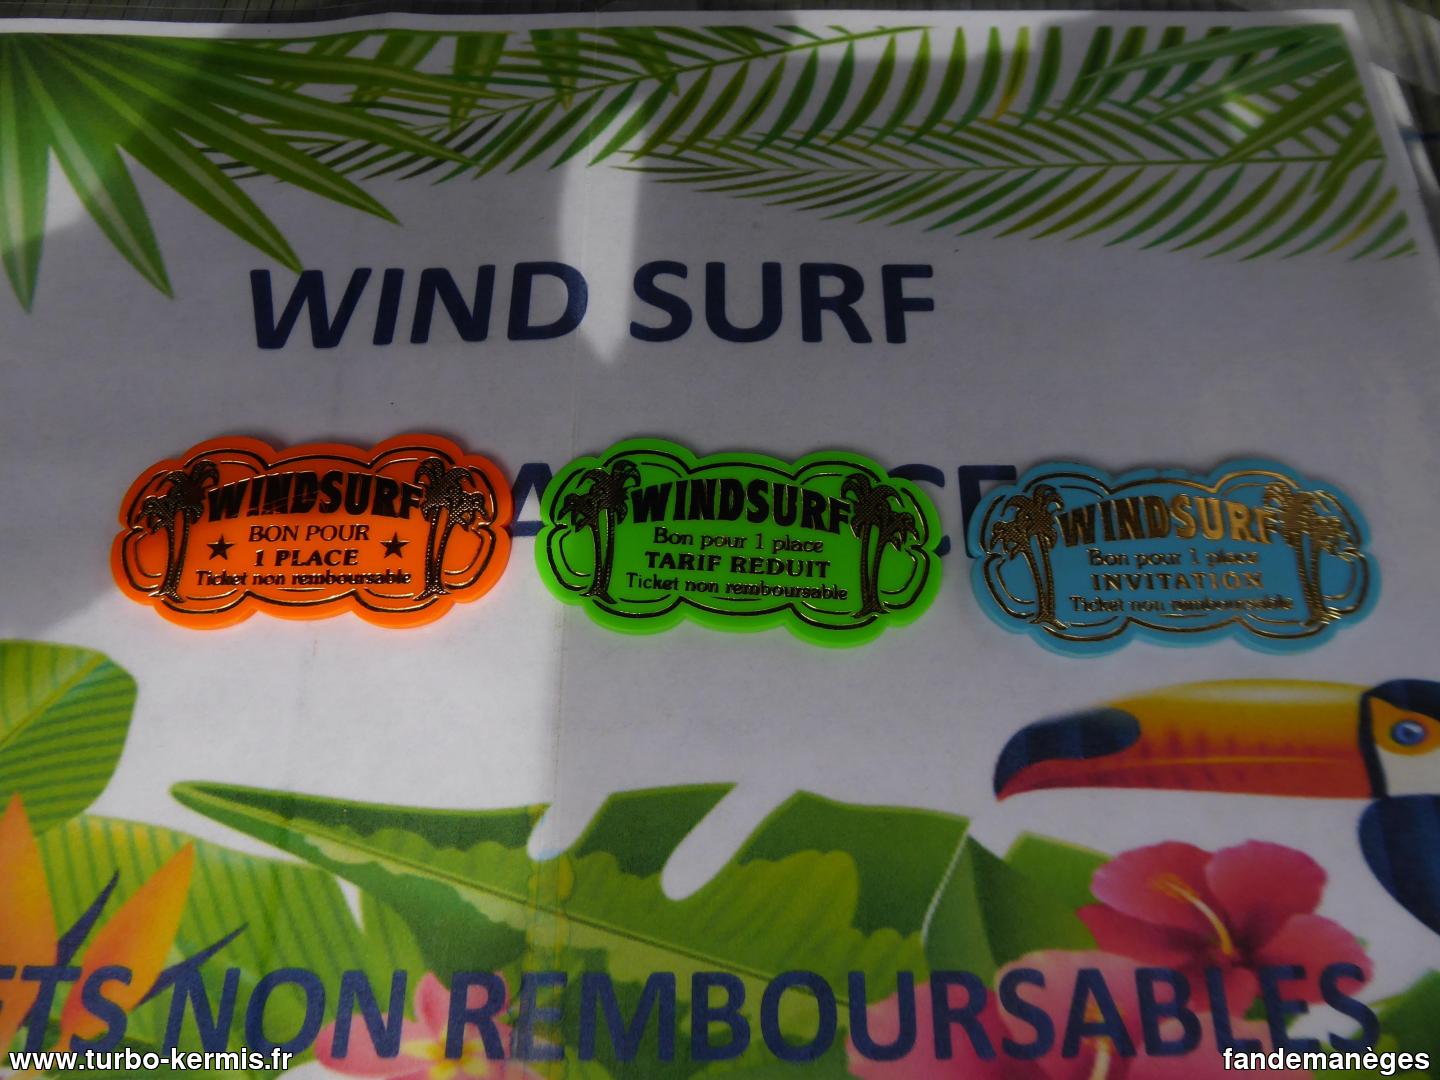 WIND SURF
WINDSURF
BON POUR
1 PLACE
Ticket non remboursable
WINDSURF
Bon pour 1 place
TARIF REDUIT
Ticket non remboursable
WINDSURF
Bon pour 1 place
INVITATION
Ticket non remboursable
ETS NON REMBOURSABLES
www.turbo-kermis.fr
fandemanèges